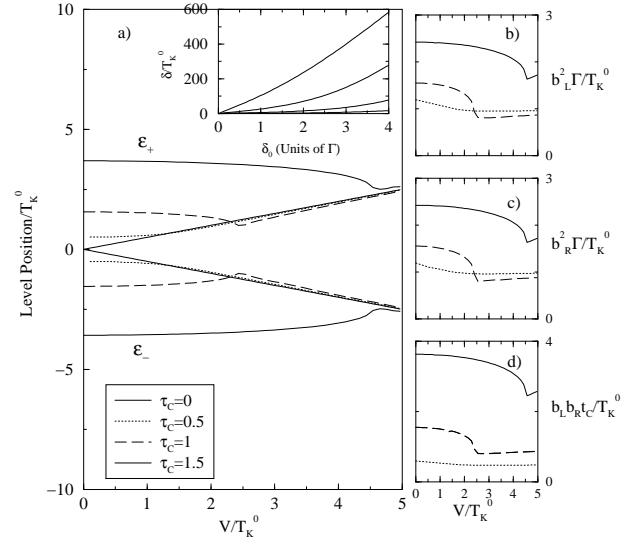 a)
10
5
0
−5
−10
Level Position/T_K^0
ε_+
ε_−
τ_C=0
τ_C=0.5
τ_C=1
τ_C=1.5
0 1 2 3 4 5
V/T_K^0
600
400
200
0
δ/T_K^0
0 1 2 3 4
δ_0 (Units of Γ)
b)
3
b_L^2Γ/T_K^0
0
c)
3
b_R^2Γ/T_K^0
0
d)
4
b_Lb_Rt_C/T_K^0
0
0 1 2 3 4 5
V/T_K^0